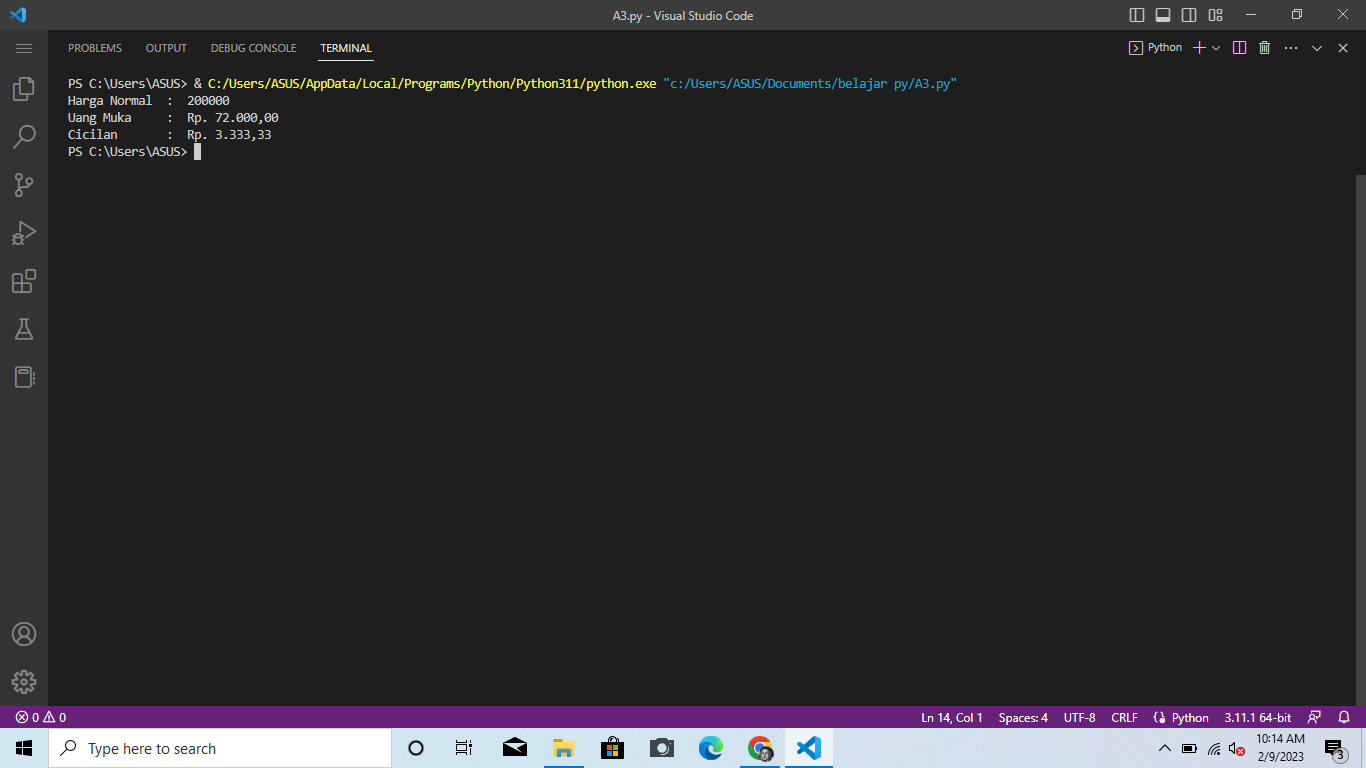 A3.py - Visual Studio Code
PROBLEMS OUTPUT DEBUG CONSOLE TERMINAL Python
PS C:\Users\ASUS> & C:/Users/ASUS/AppData/Local/Programs/Python/Python311/python.exe "c:/Users/ASUS/Documents/belajar py/A3.py"
Harga Normal : 200000
Uang Muka : Rp. 72.000,00
Cicilan : Rp. 3.333,33
PS C:\Users\ASUS>
0 0 Ln 14, Col 1 Spaces: 4 UTF-8 CRLF Python 3.11.1 64-bit
Type here to search
10:14 AM
2/9/2023
3